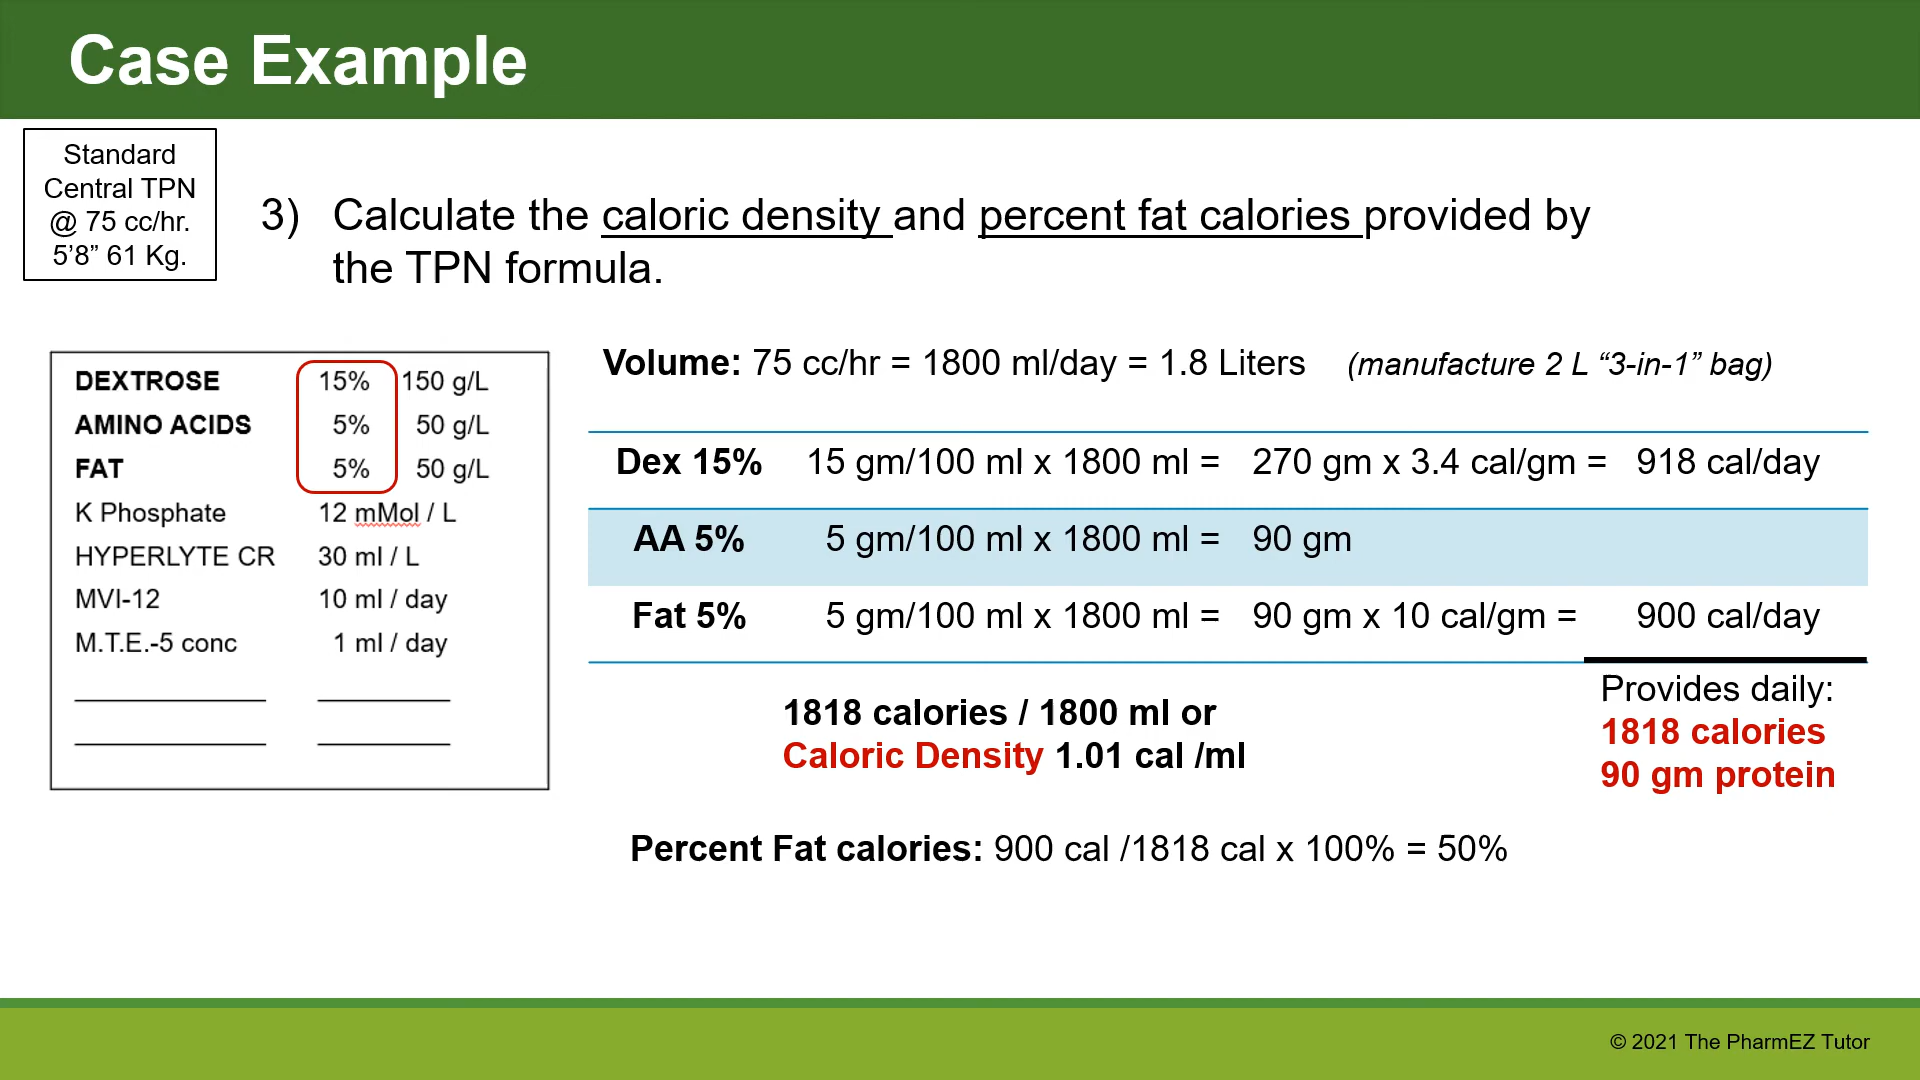 Case Example
Standard
Central TPN
@ 75 cc/hr.
5’8” 61 Kg.
3) Calculate the caloric density and percent fat calories provided by
the TPN formula.
DEXTROSE 15% 150 g/L
AMINO ACIDS 5% 50 g/L
FAT 5% 50 g/L
K Phosphate 12 mMol / L
HYPERLYTE CR 30 ml / L
MVI-12 10 ml / day
M.T.E.-5 conc 1 ml / day
Volume: 75 cc/hr = 1800 ml/day = 1.8 Liters (manufacture 2 L “3-in-1” bag)
Dex 15% 15 gm/100 ml x 1800 ml = 270 gm x 3.4 cal/gm = 918 cal/day
AA 5% 5 gm/100 ml x 1800 ml = 90 gm
Fat 5% 5 gm/100 ml x 1800 ml = 90 gm x 10 cal/gm = 900 cal/day
1818 calories / 1800 ml or
Caloric Density 1.01 cal /ml
Provides daily:
1818 calories
90 gm protein
Percent Fat calories: 900 cal /1818 cal x 100% = 50%
© 2021 The PharmEZ Tutor